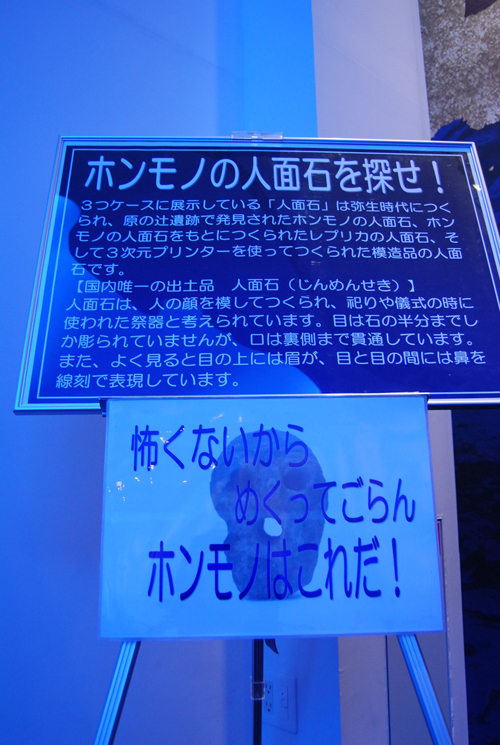 ホンモノの人面石を探せ！
３つケースに展示している「人面石」は弥生時代につく
られ、原の辻遺跡で発見されたホンモノの人面石、ホン
モノの人面石をもとにつくられたレプリカの人面石、そ
して３次元プリンターを使ってつくられた模造品の人面
石です。
【国内唯一の出土品　人面石（じんめんせき）】
人面石は、人の顔を模してつくられ、祀りや儀式の時に
使われた祭器と考えられています。目は石の半分までし
か彫られていませんが、口は裏側まで貫通しています。
また、よく見ると目の上には眉が、目と目の間には鼻を
線刻で表現しています。
怖くないから
めくってごらん
ホンモノはこれだ！